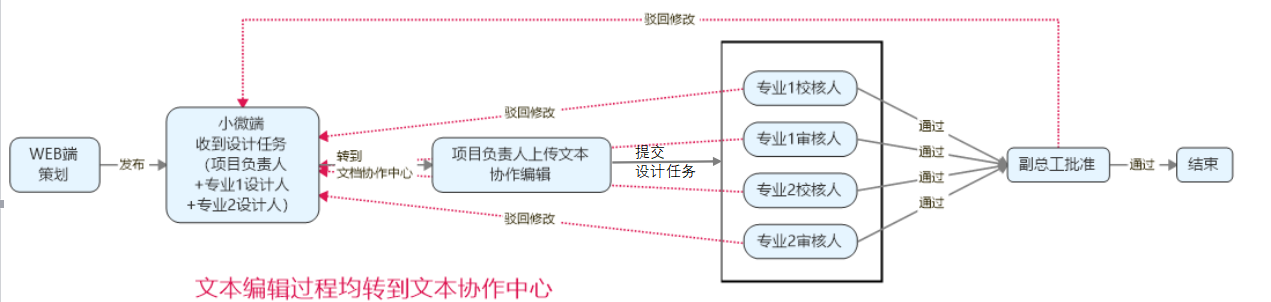 驳回修改
WEB端
策划
发布
小微端
收到设计任务
（项目负责人
+专业1设计人
+专业2设计人）
转到
文档协作中心
项目负责人上传文本
协作编辑
提交
设计任务
驳回修改
驳回修改
专业1校核人
专业1审核人
专业2校核人
专业2审核人
通过
通过
通过
通过
副总工批准
通过
结束
文本编辑过程均转到文本协作中心